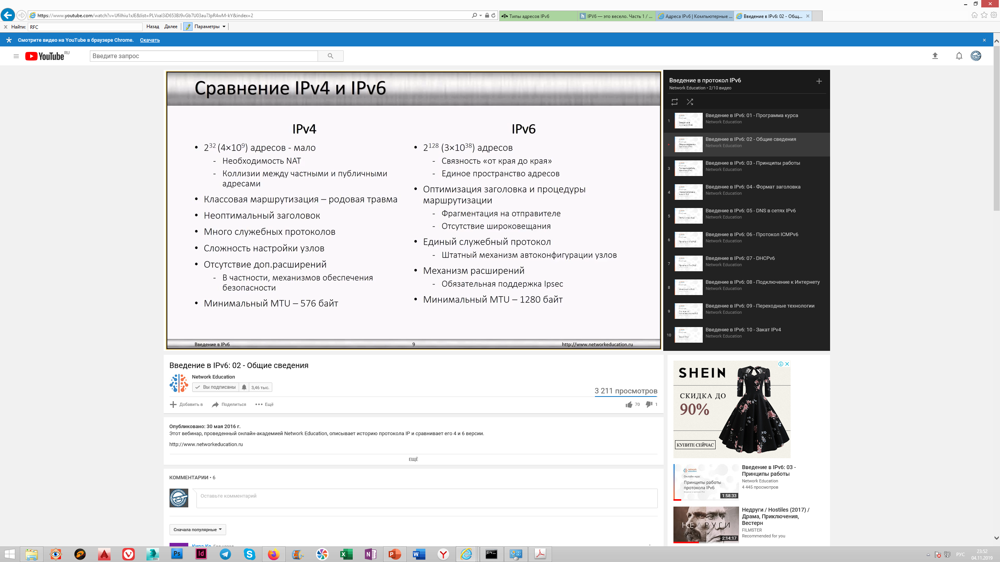 https://www.youtube.com/watch?v=Ufilhiu1xJE&list=PLVxal3iD653BJ9vGb7U03au7JpR4wM-kY&index=2
Типы адресов IPv6
IPV6 — это весело. Часть 1 / ...
Адреса IPv6 | Компьютерные ...
Введение в IPv6: 02 - Общ...
Найти:
RFC
Назад
Далее
Параметры
Смотрите видео на YouTube в браузере Chrome.
Скачать
YouTube RU
Введите запрос
Сравнение IPv4 и IPv6
IPv4
• 2³² (4×10⁹) адресов - мало
- Необходимость NAT
- Коллизии между частными и публичными
адресами
• Классовая маршрутизация – родовая травма
• Неоптимальный заголовок
• Много служебных протоколов
• Сложность настройки узлов
• Отсутствие доп.расширений
- В частности, механизмов обеспечения
безопасности
• Минимальный MTU – 576 байт
IPv6
• 2¹²⁸ (3×10³⁸) адресов
- Связность «от края до края»
- Единое пространство адресов
• Оптимизация заголовка и процедуры
маршрутизации
- Фрагментация на отправителе
- Отсутствие широковещания
• Единый служебный протокол
- Штатный механизм автоконфигурации узлов
• Механизм расширений
- Обязательная поддержка Ipsec
• Минимальный MTU – 1280 байт
Введение в IPv6
9
http://www.networkeducation.ru
Введение в протокол IPv6
Network Education • 2/10 видео
1
Введение в IPv6: 01 - Программа курса
Network Education
Введение в IPv6: 02 - Общие сведения
Network Education
3
Введение в IPv6: 03 - Принципы работы
Network Education
4
Введение в IPv6: 04 - Формат заголовка
Network Education
5
Введение в IPv6: 05 - DNS в сетях IPv6
Network Education
6
Введение в IPv6: 06 - Протокол ICMPv6
Network Education
7
Введение в IPv6: 07 - DHCPv6
Network Education
8
Введение в IPv6: 08 - Подключение к Интернету
Network Education
9
Введение в IPv6: 09 - Переходные технологии
Network Education
10
Введение в IPv6: 10 - Закат IPv4
Network Education
Введение в IPv6: 02 - Общие сведения
Network Education
Вы подписаны
3,46 тыс.
3 211 просмотров
Добавить в
Поделиться
Ещё
70
1
Опубликовано: 30 мая 2016 г.
Этот вебинар, проведенный онлайн-академией Network Education, описывает историю протокола IP и сравнивает его 4 и 6 версии.
http://www.networkeducation.ru
ЕЩЁ
КОММЕНТАРИИ • 6
Оставьте комментарий
Сначала популярные
SHEIN
СКИДКА ДО
90%
КУПИТЕ СЕЙЧАС
network
education
Онлайн-курс
Принципы работы
протокола IPv6
1:58:33
Введение в IPv6: 03 -
Принципы работы
Network Education
4 445 просмотров
НЕДРУГИ
2:14:17
Недруги / Hostiles (2017) /
Драма, Приключения,
Вестерн
FILMSTER
Recommended for you
РУС
23:52
04.11.2019